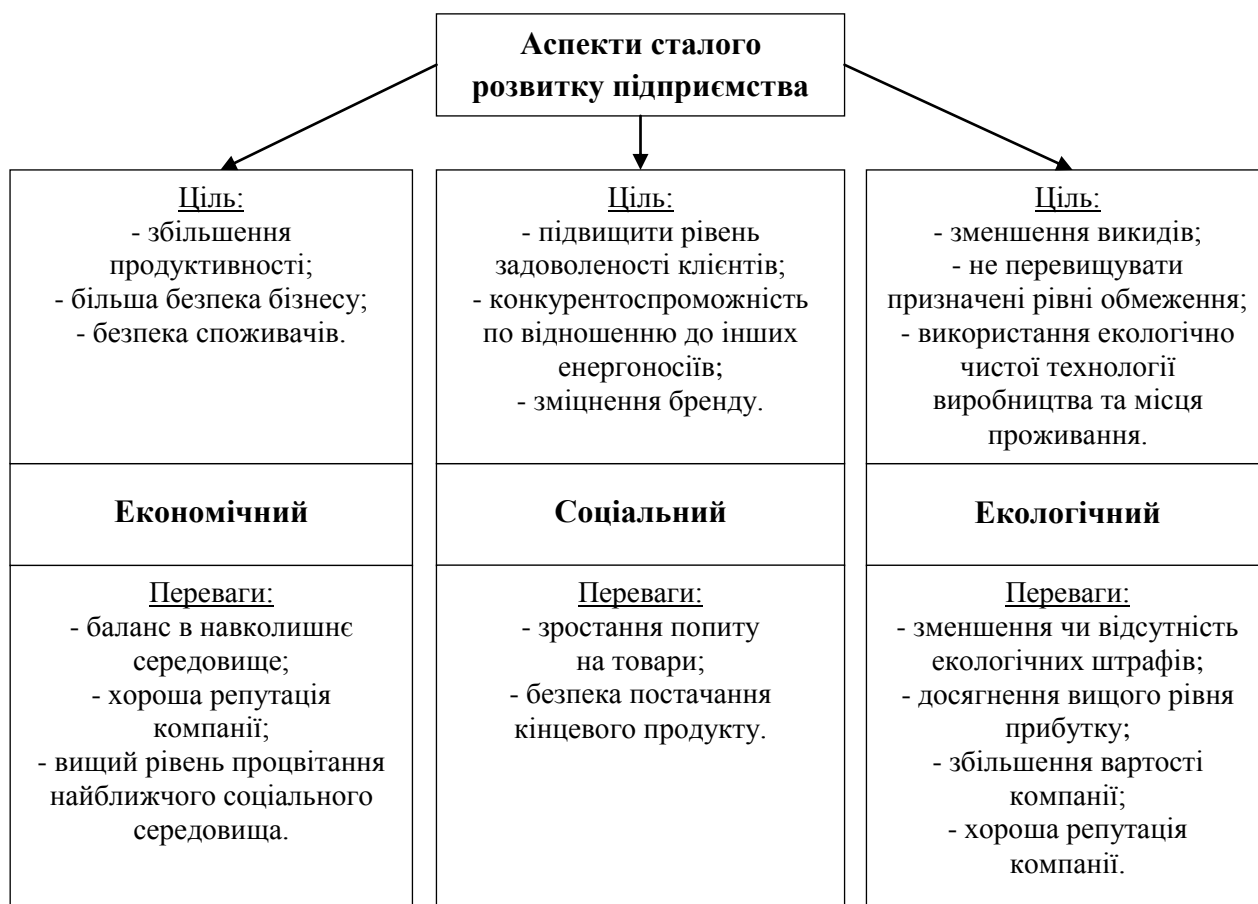 Аспекти сталого
розвитку підприємства
Ціль:
- збільшення
продуктивності;
- більша безпека бізнесу;
- безпека споживачів.
Економічний
Переваги:
- баланс в навколишнє
середовище;
- хороша репутація
компанії;
- вищий рівень процвітання
найближчого соціального
середовища.
Ціль:
- підвищити рівень
задоволеності клієнтів;
- конкурентоспроможність
по відношенню до інших
енергоносіїв;
- зміцнення бренду.
Соціальний
Переваги:
- зростання попиту
на товари;
- безпека постачання
кінцевого продукту.
Ціль:
- зменшення викидів;
- не перевищувати
призначені рівні обмеження;
- використання екологічно
чистої технології
виробництва та місця
проживання.
Екологічний
Переваги:
- зменшення чи відсутність
екологічних штрафів;
- досягнення вищого рівня
прибутку;
- збільшення вартості
компанії;
- хороша репутація
компанії.